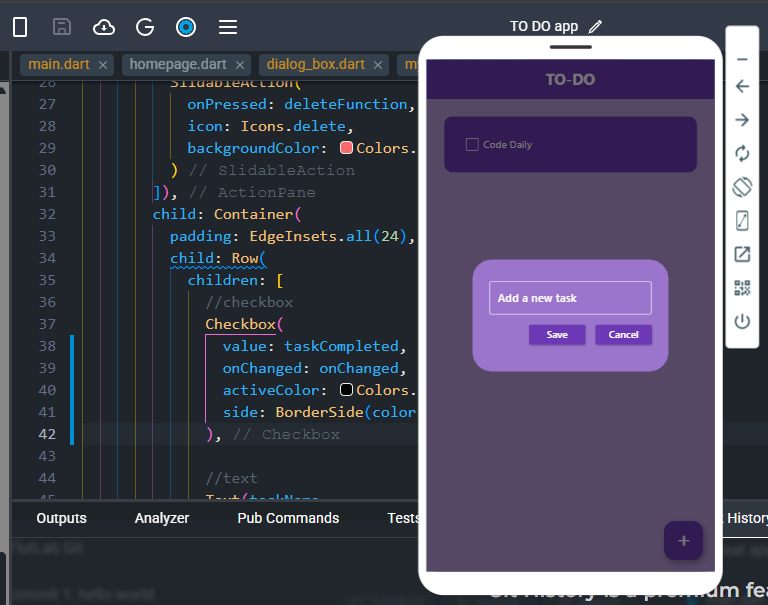 TO DO app
main.dart ×
homepage.dart ×
dialog_box.dart ×
26 SlidableAction(
27 onPressed: deleteFunction,
28 icon: Icons.delete,
29 backgroundColor: Colors.
30 ) // SlidableAction
31 ]), // ActionPane
32 child: Container(
33 padding: EdgeInsets.all(24),
34 child: Row(
35 children: [
36 //checkbox
37 Checkbox(
38 value: taskCompleted,
39 onChanged: onChanged,
40 activeColor: Colors.
41 side: BorderSide(color
42 ), // Checkbox
43
44 //text
45 Text(taskName
TO-DO
Code Daily
Add a new task
Save
Cancel
+
Outputs
Analyzer
Pub Commands
Tests
History
commit 1: hello world
Git History is a premium fea